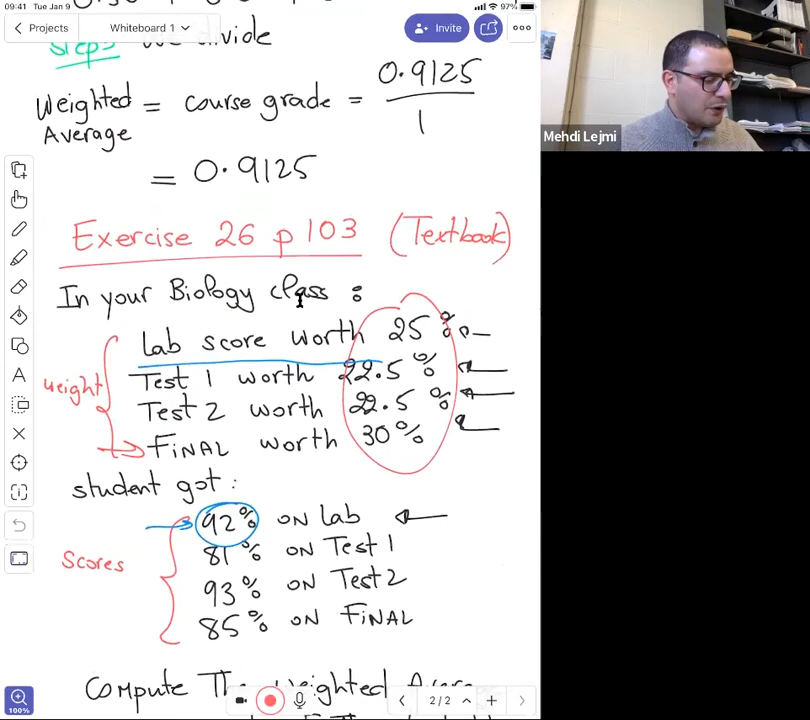 09:41 Tue Jan 9
97%
Projects
Whiteboard 1
Invite
Steps We divide
Weighted Average = course grade = 0.9125 / 1
= 0.9125
Exercise 26 p 103 (Textbook)
In your Biology class :
Lab score worth 25 %
Test 1 worth 22.5 %
Test 2 worth 22.5 %
FiNAL worth 30%
weight
student got :
92% on Lab
81% on Test 1
93% on Test 2
85% on FiNAL
Scores
Compute The weighted
A
100%
2/2
Mehdi Lejmi